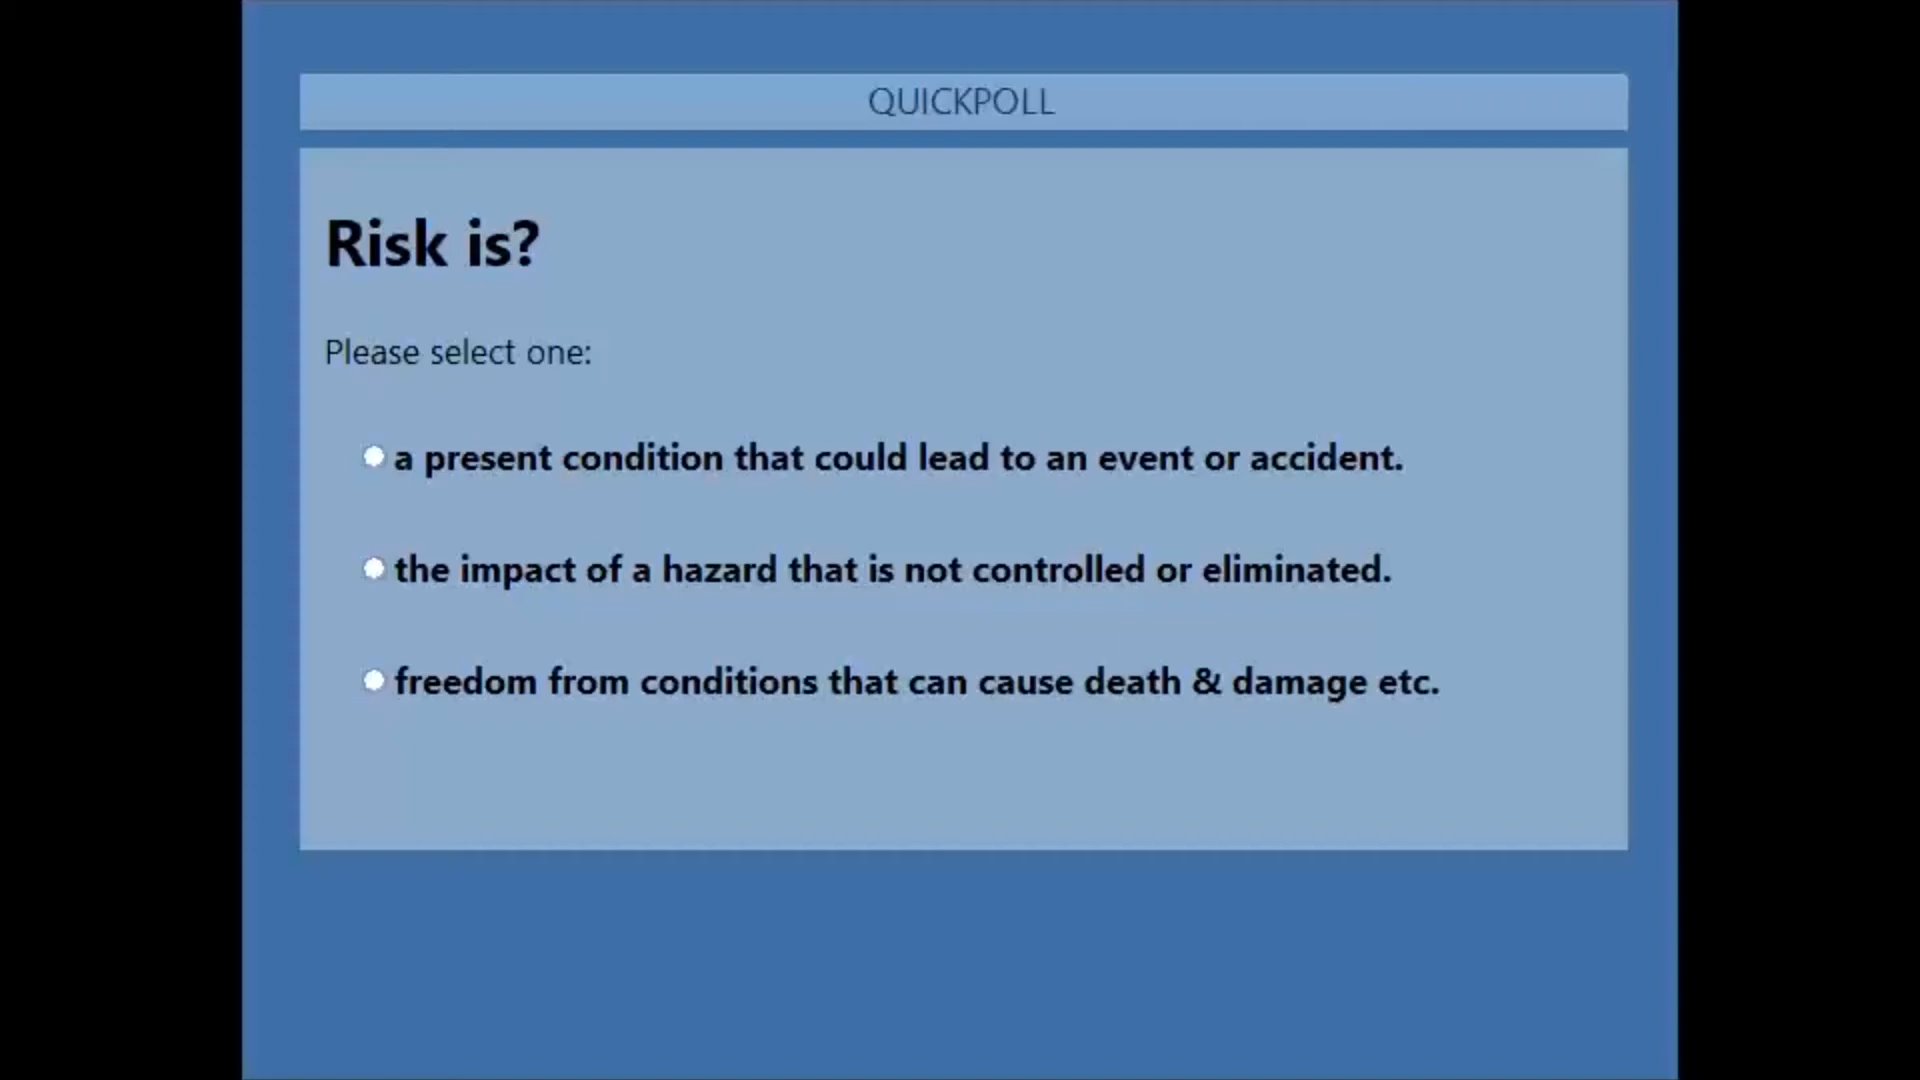 QUICKPOLL
Risk is?
Please select one:
a present condition that could lead to an event or accident.
the impact of a hazard that is not controlled or eliminated.
freedom from conditions that can cause death & damage etc.